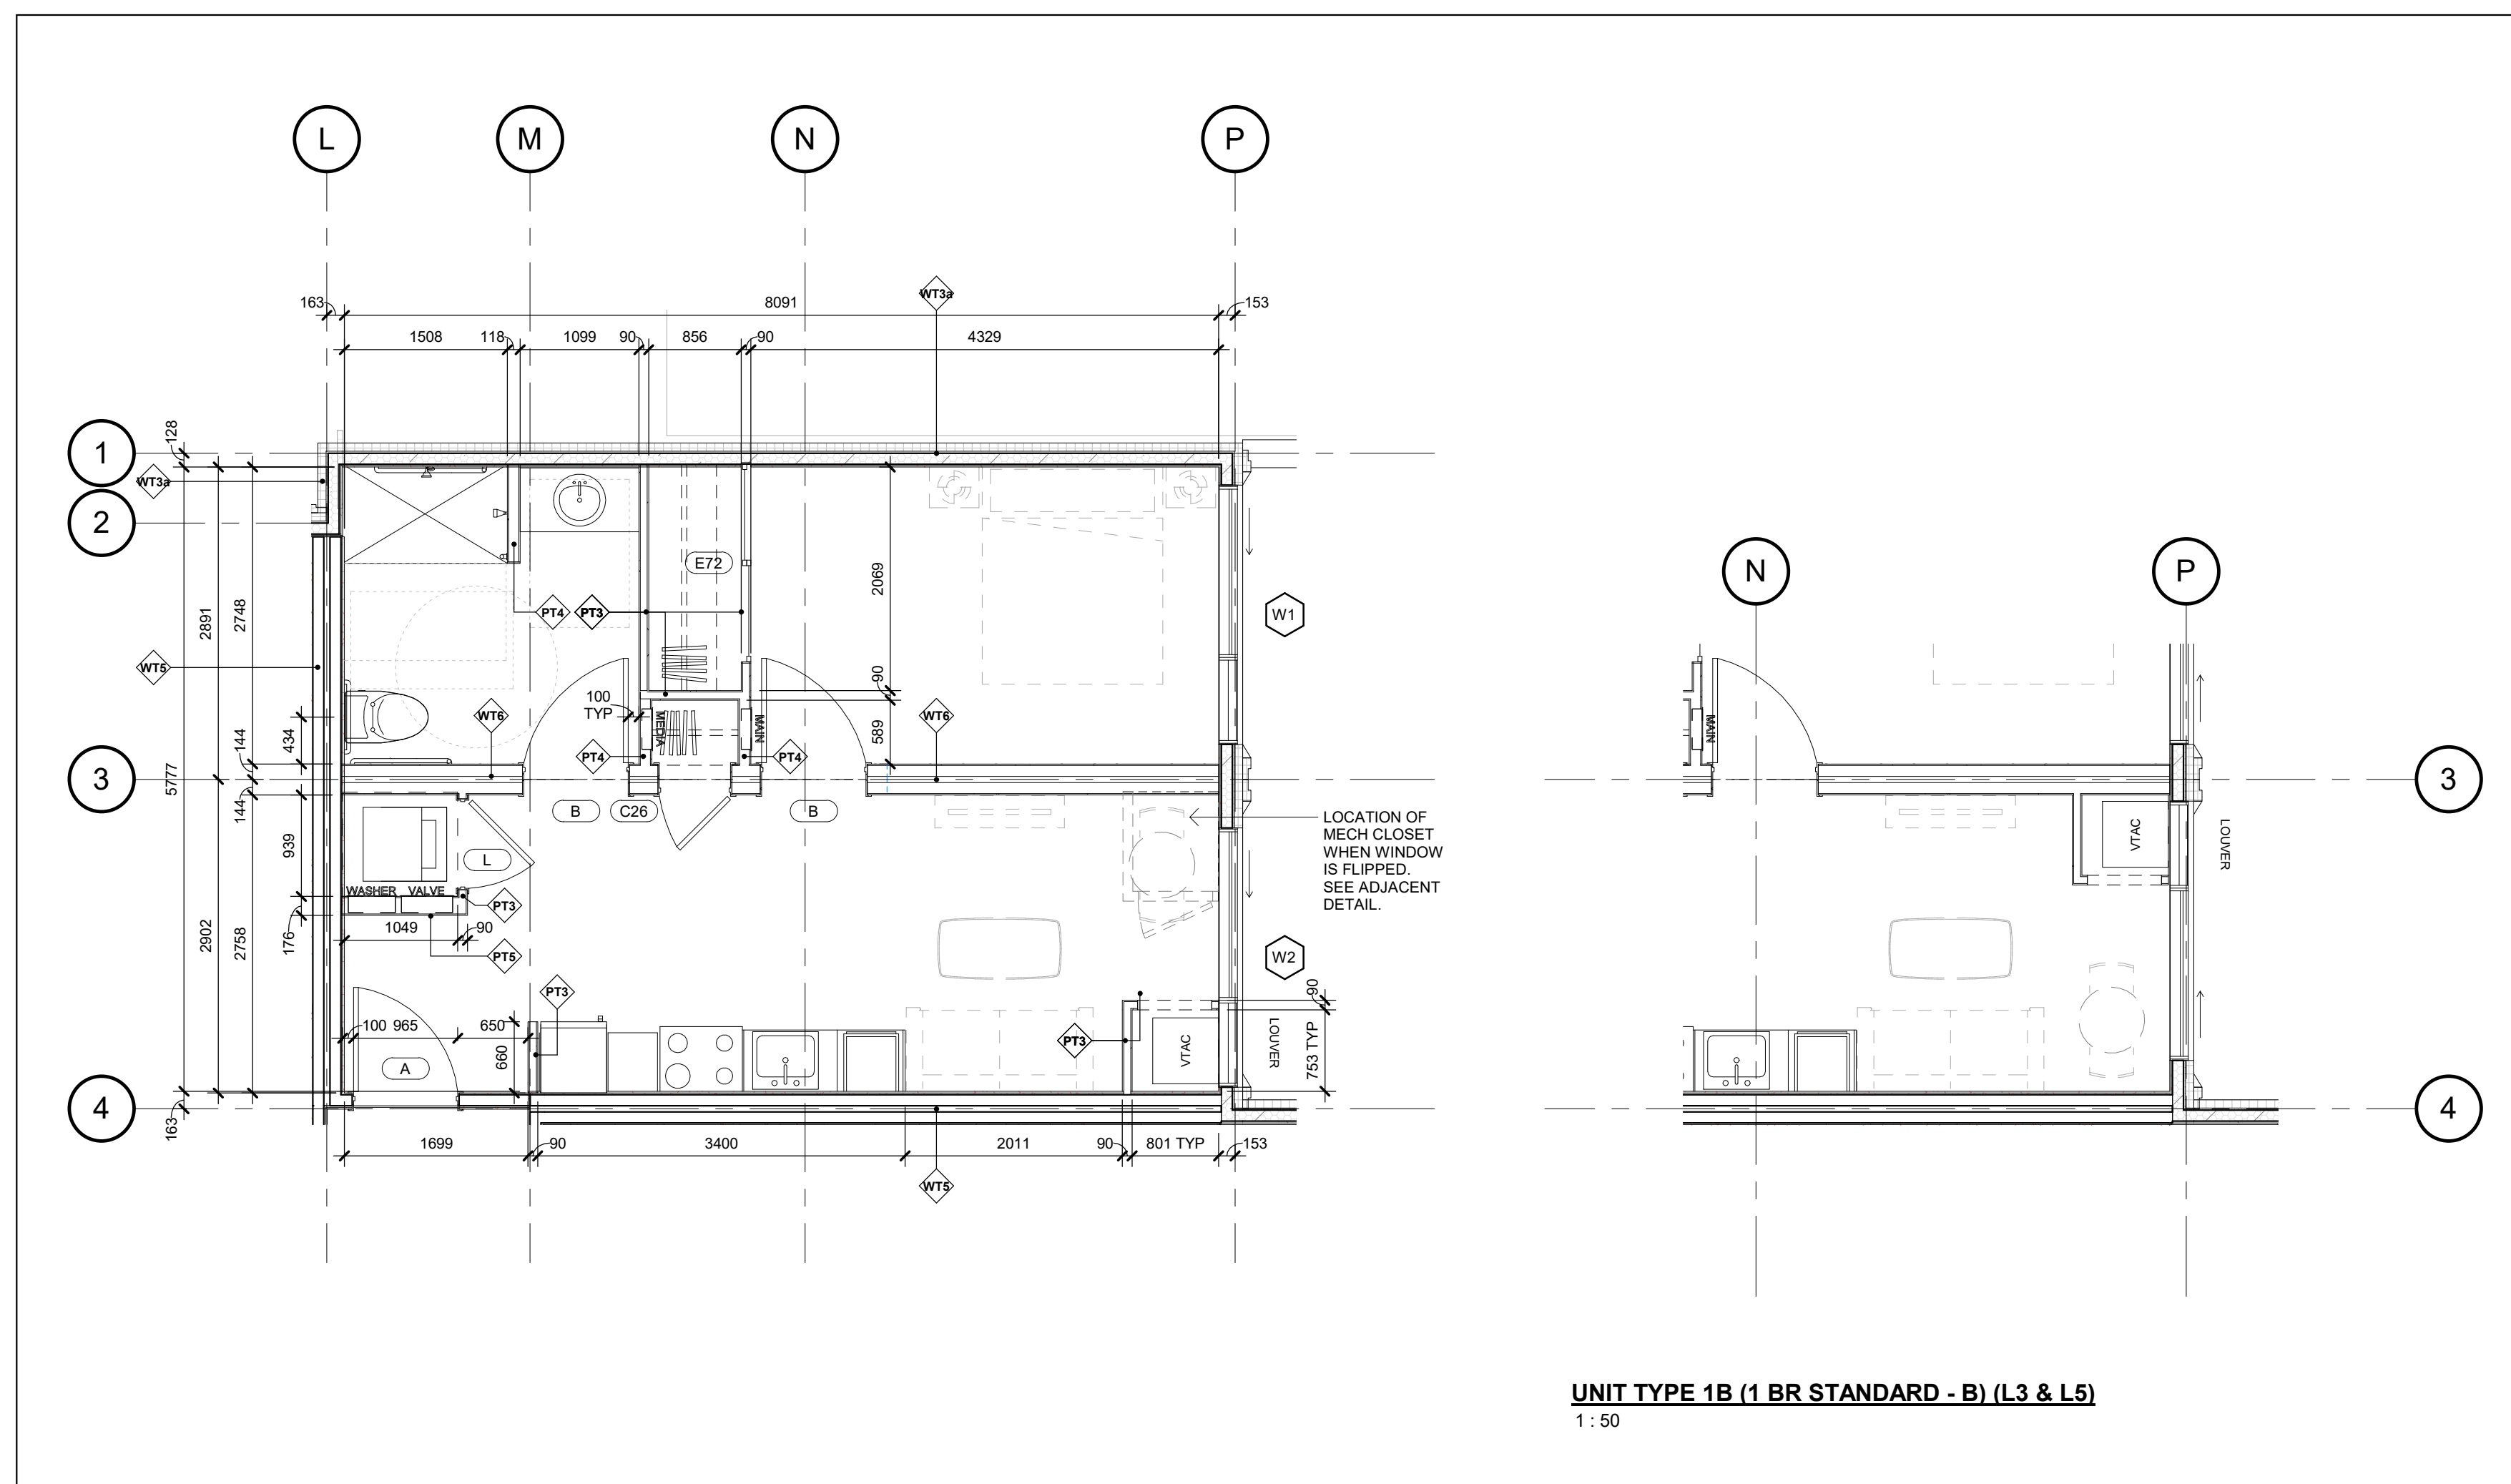 L M N P
163 8091 WT3a 153
1508 118 1099 90 856 90 4329
1
128
WT3a
2
E72
2069
W1
N P
PT4 PT3
2891 2748
WT5
100
TYP
MEDIA
MAIN
WT6
WT6
90
589
PT4
PT4
MAIN
144
434
3
5777
144
B C26 B
3
939
L
WASHER VALVE
PT3
LOCATION OF
MECH CLOSET
WHEN WINDOW
IS FLIPPED.
SEE ADJACENT
DETAIL.
VTAC
LOUVER
1049 90
176
PT5
2902 2758
W2
PT3
90
100 965 650
660
A
PT3
VTAC
LOUVER
753 TYP
4
4
163
1699 90 3400 2011 90 801 TYP 153
WT5
UNIT TYPE 1B (1 BR STANDARD - B) (L3 & L5)
1 : 50